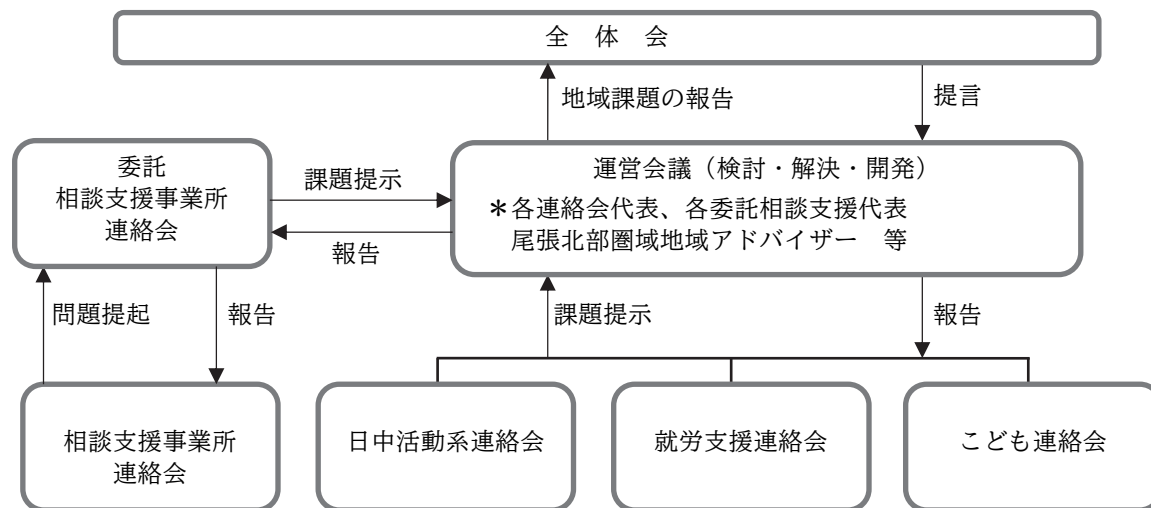 全　体　会
地域課題の報告
提言
委託
相談支援事業所
連絡会
課題提示
報告
運営会議（検討・解決・開発）
＊各連絡会代表、各委託相談支援代表
尾張北部圏域地域アドバイザー　等
問題提起
報告
課題提示
報告
相談支援事業所
連絡会
日中活動系連絡会
就労支援連絡会
こども連絡会